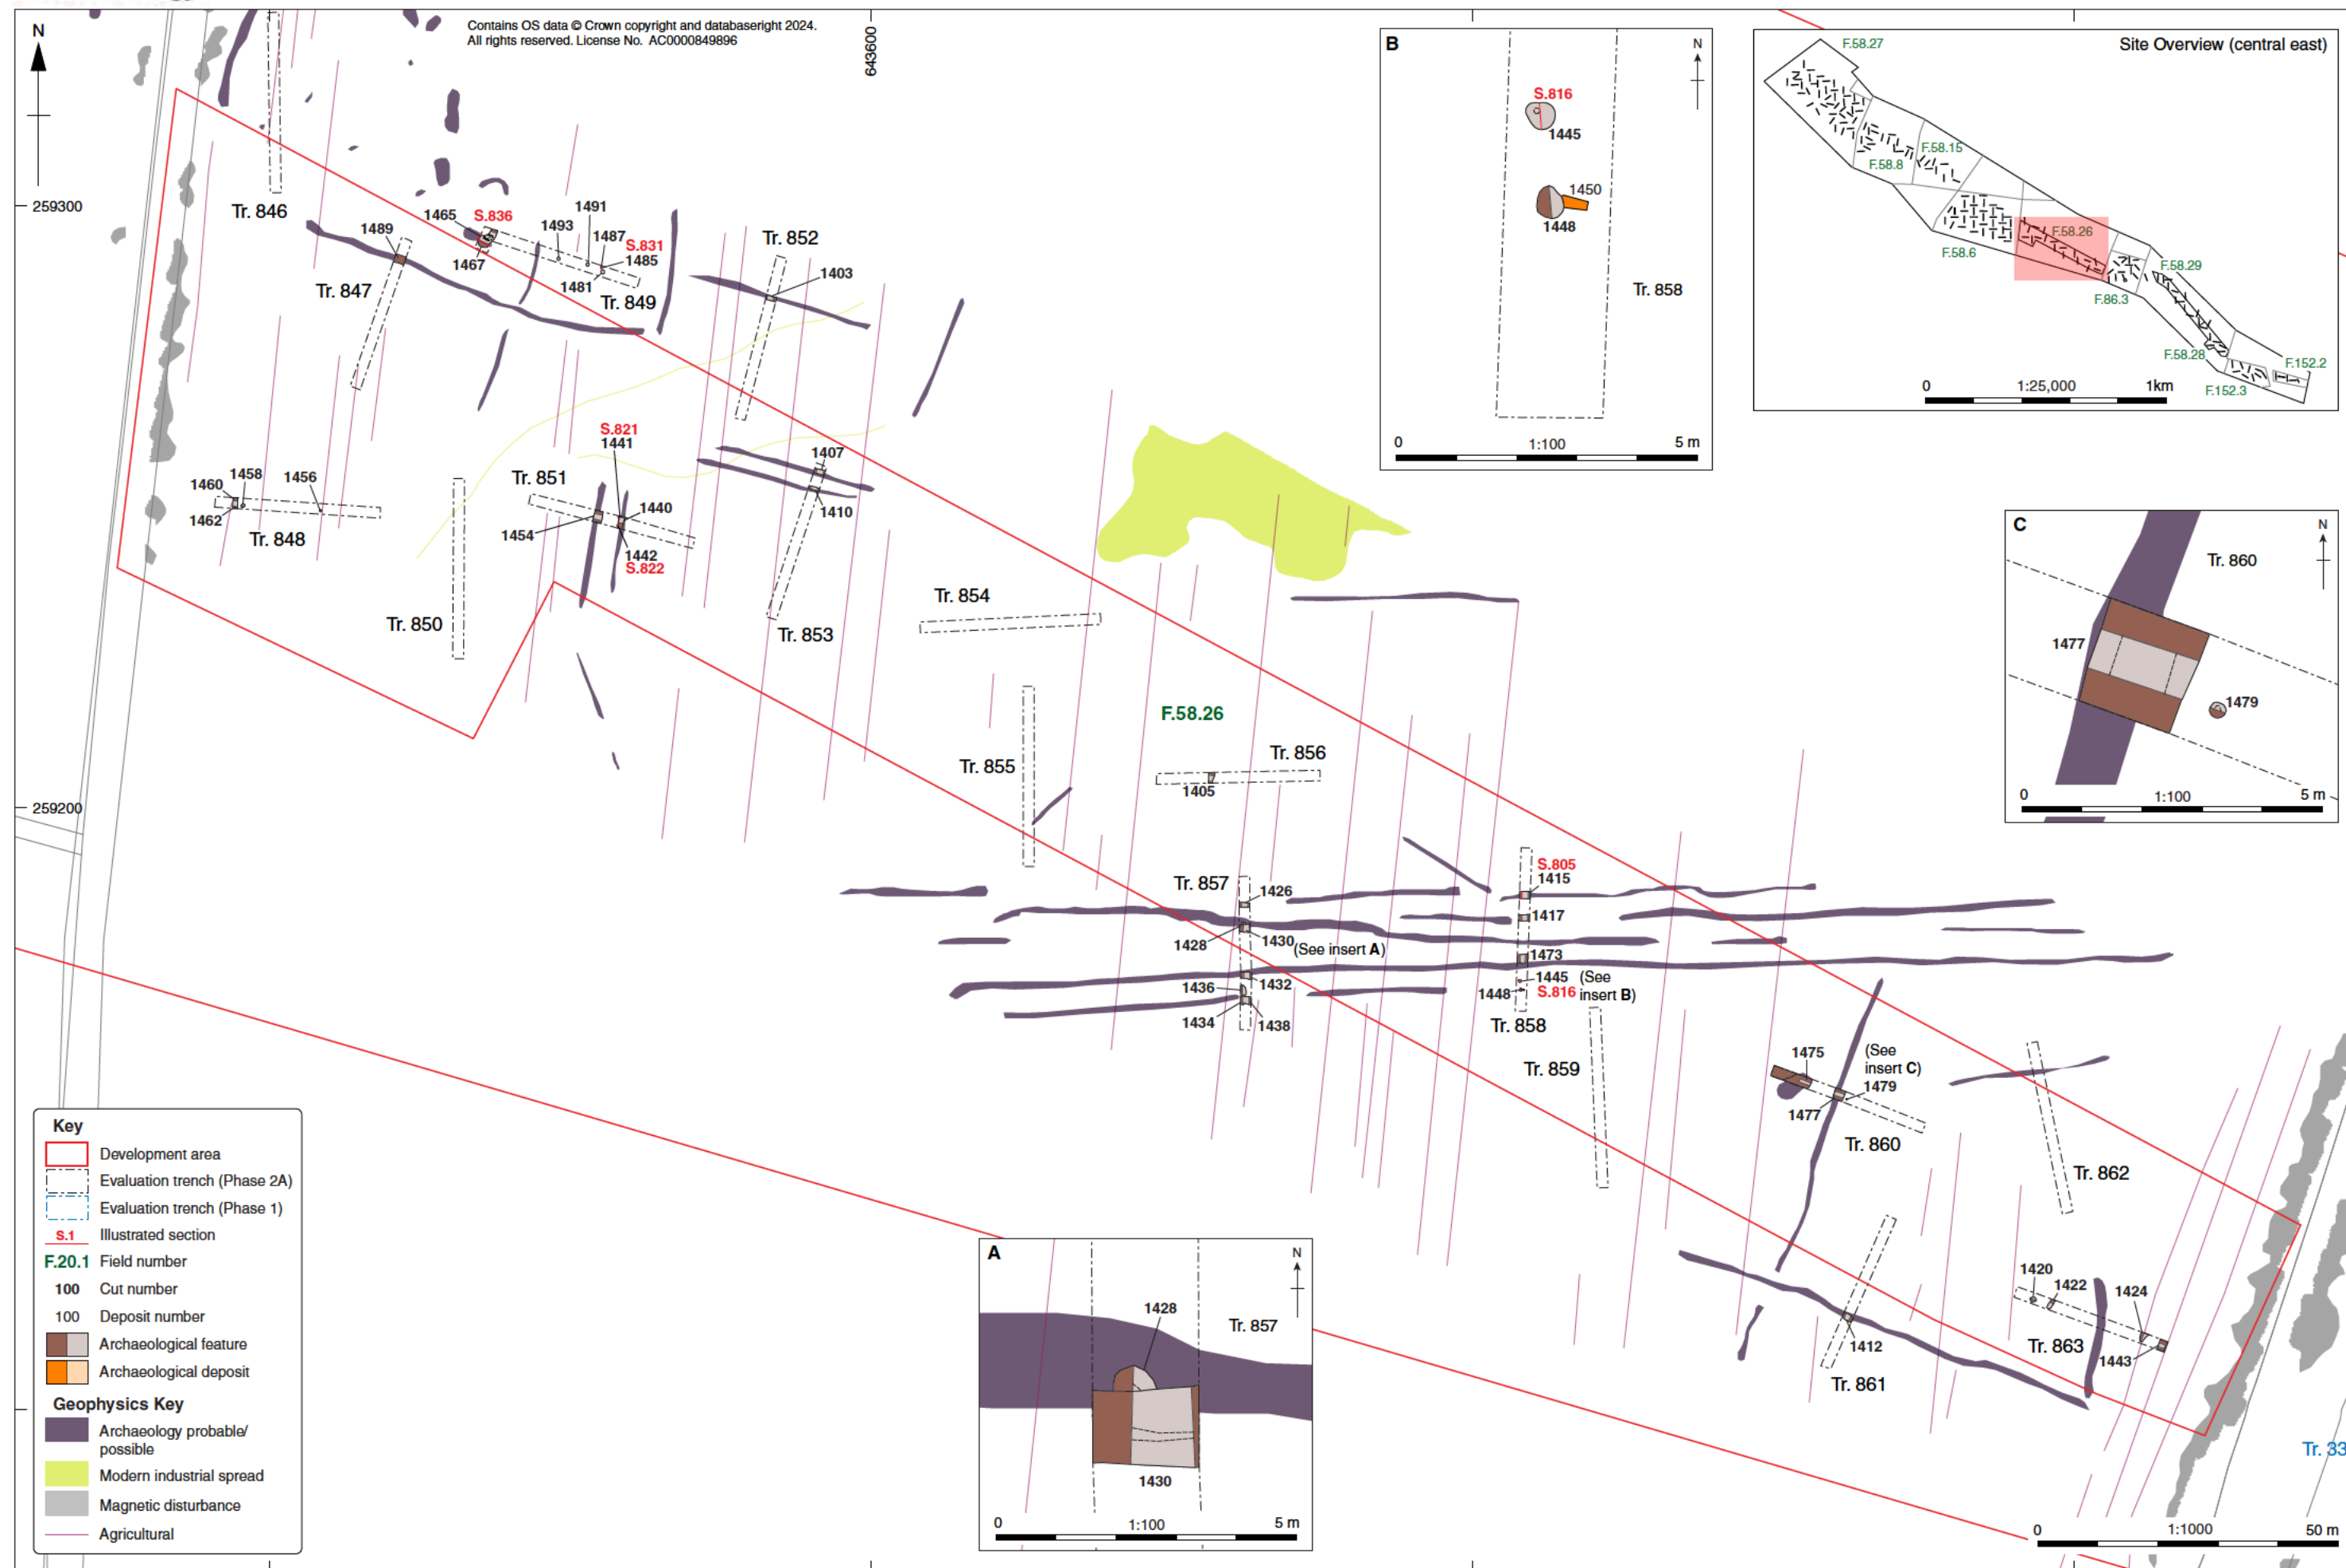 Contains OS data © Crown copyright and databaseright 2024.
All rights reserved. License No. AC0000849896
N
643600
259300
259200
Tr. 846
1489
Tr. 847
1465
S.836
1467
1493
1491
1487
S.831
1485
1481
Tr. 849
Tr. 852
1403
1460
1458
1456
1462
Tr. 848
Tr. 850
Tr. 851
S.821
1441
1454
1440
1442
S.822
1407
1410
Tr. 853
Tr. 854
Tr. 855
F.58.26
Tr. 856
1405
Tr. 857
1426
1428
1430
(See insert A)
1436
1432
1434
1438
S.805
1415
1417
1473
1445
(See
insert B)
1448
S.816
Tr. 858
Tr. 859
1475
(See
insert C)
1479
1477
Tr. 860
Tr. 862
1412
Tr. 861
1420
1422
1424
Tr. 863
1443
Tr. 33
0
1:1000
50 m
B
N
S.816
1445
1450
1448
Tr. 858
0
1:100
5 m
Site Overview (central east)
F.58.27
F.58.15
F.58.8
F.58.6
F.58.26
F.58.29
F.86.3
F.58.28
F.152.2
F.152.3
0
1:25,000
1km
C
N
Tr. 860
1477
1479
0
1:100
5 m
A
N
1428
Tr. 857
1430
0
1:100
5 m
Key
Development area
Evaluation trench (Phase 2A)
Evaluation trench (Phase 1)
S.1 Illustrated section
F.20.1 Field number
100 Cut number
100 Deposit number
Archaeological feature
Archaeological deposit
Geophysics Key
Archaeology probable/
possible
Modern industrial spread
Magnetic disturbance
Agricultural